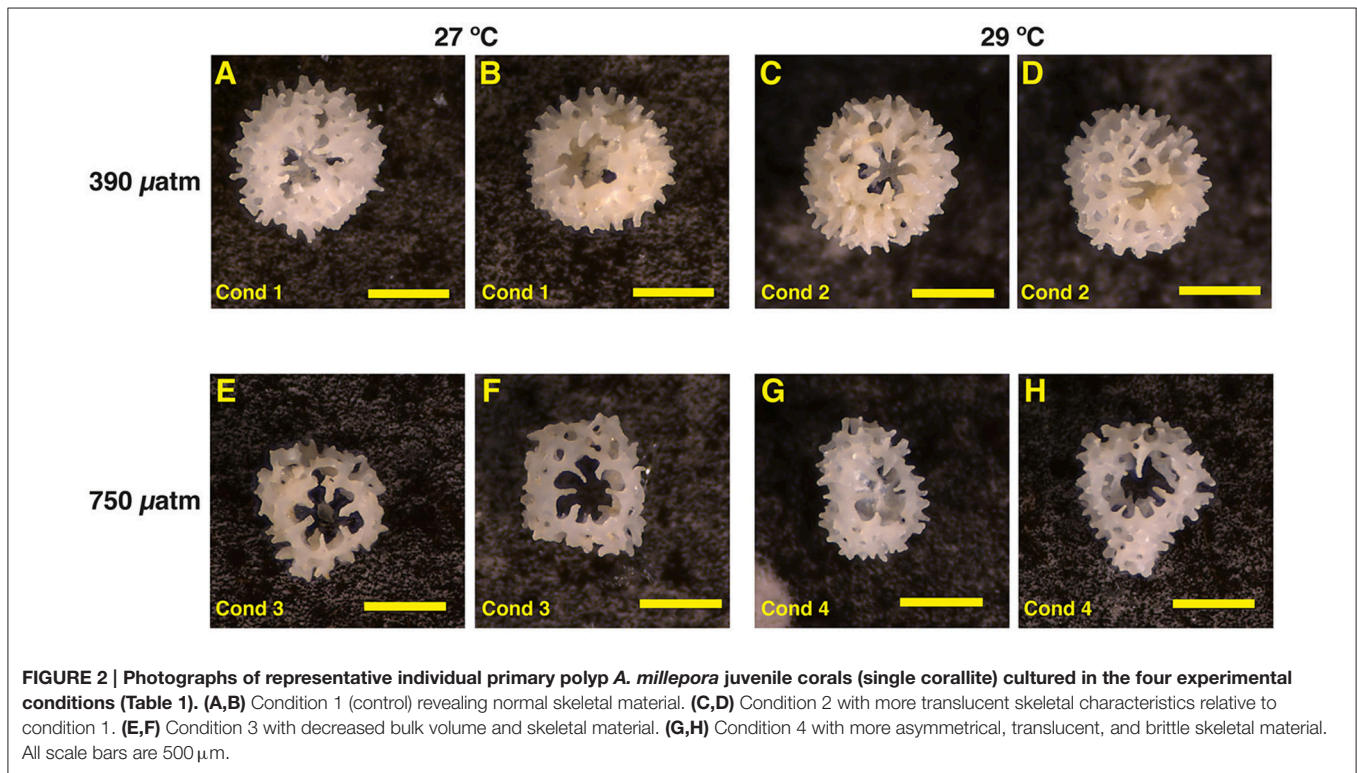 27 ºC
29 ºC
A
B
C
D
390 µatm
Cond 1
Cond 1
Cond 2
Cond 2
E
F
G
H
750 µatm
Cond 3
Cond 3
Cond 4
Cond 4
FIGURE 2 | Photographs of representative individual primary polyp A. millepora juvenile corals (single corallite) cultured in the four experimental
conditions (Table 1). (A,B) Condition 1 (control) revealing normal skeletal material. (C,D) Condition 2 with more translucent skeletal characteristics relative to
condition 1. (E,F) Condition 3 with decreased bulk volume and skeletal material. (G,H) Condition 4 with more asymmetrical, translucent, and brittle skeletal material.
All scale bars are 500 µm.